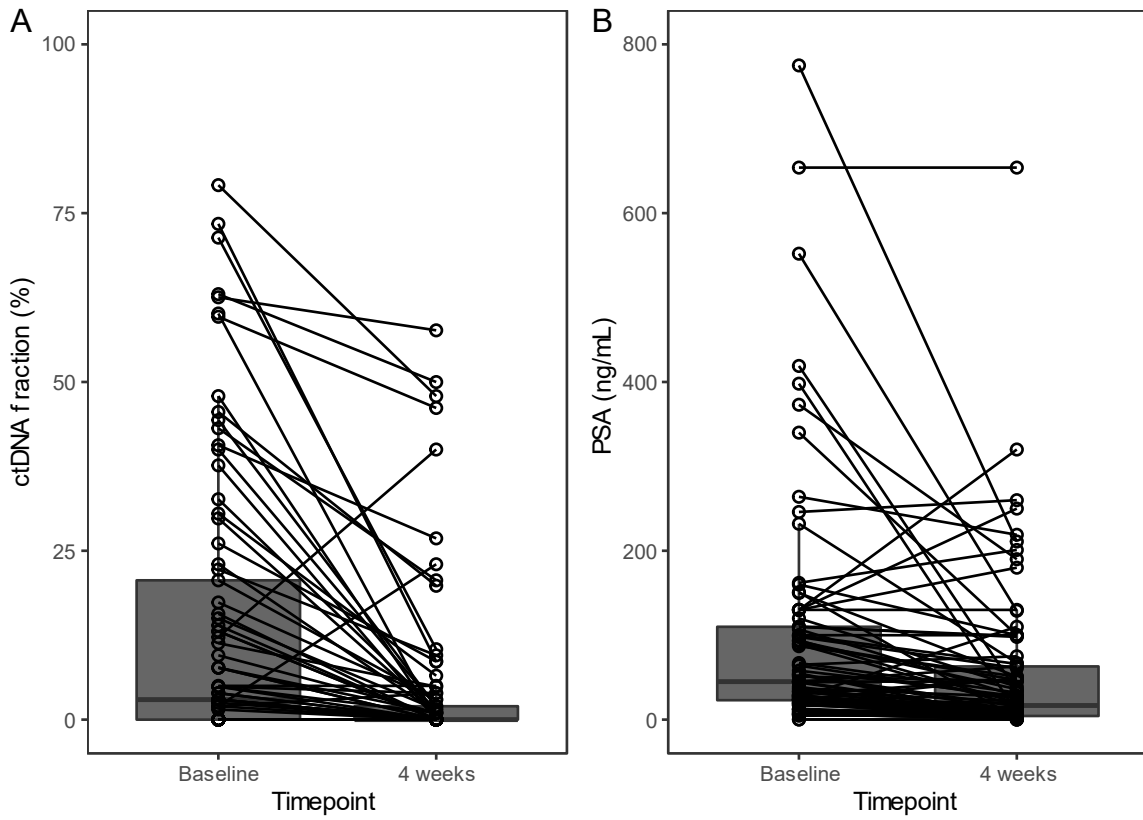 A
100
75
50
25
0
ctDNA fraction (%)
Baseline
4 weeks
Timepoint
B
800
600
400
200
0
PSA (ng/mL)
Baseline
4 weeks
Timepoint